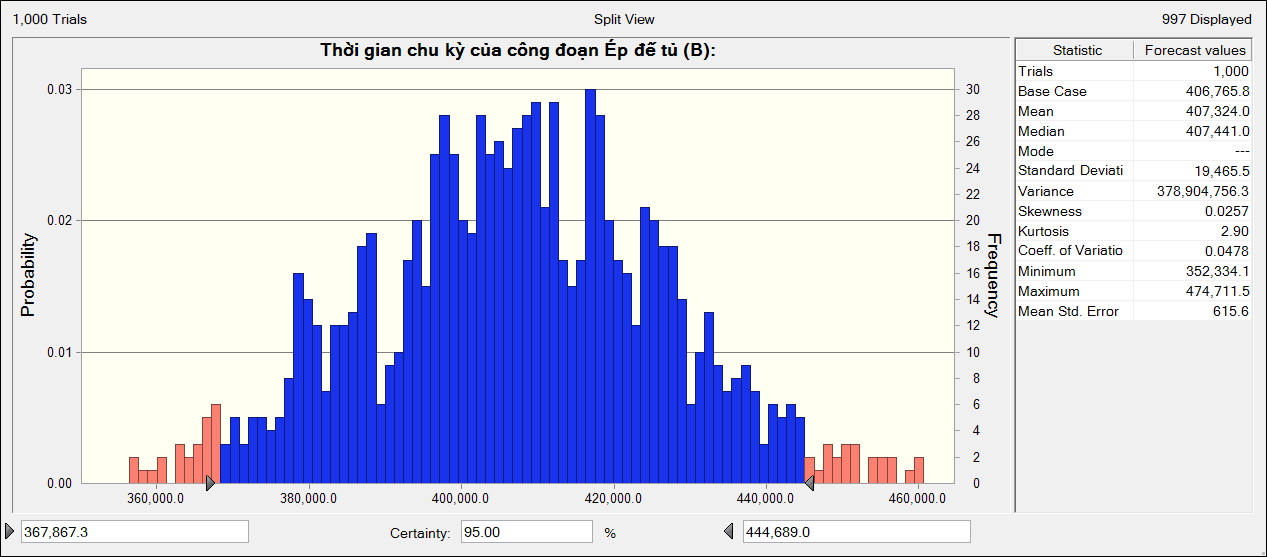 1,000 Trials Split View 997 Displayed
Thời gian chu kỳ của công đoạn Ép đế tủ (B):
Probability
0.03
0.02
0.01
0.00
30
28
26
24
22
20
18
16
14
12
10
8
6
4
2
0
Frequency
360,000.0 380,000.0 400,000.0 420,000.0 440,000.0 460,000.0
Statistic Forecast values
Trials 1,000
Base Case 406,765.8
Mean 407,324.0
Median 407,441.0
Mode ---
Standard Deviati 19,465.5
Variance 378,904,756.3
Skewness 0.0257
Kurtosis 2.90
Coeff. of Variatio 0.0478
Minimum 352,334.1
Maximum 474,711.5
Mean Std. Error 615.6
367,867.3 Certainty: 95.00 % 444,689.0